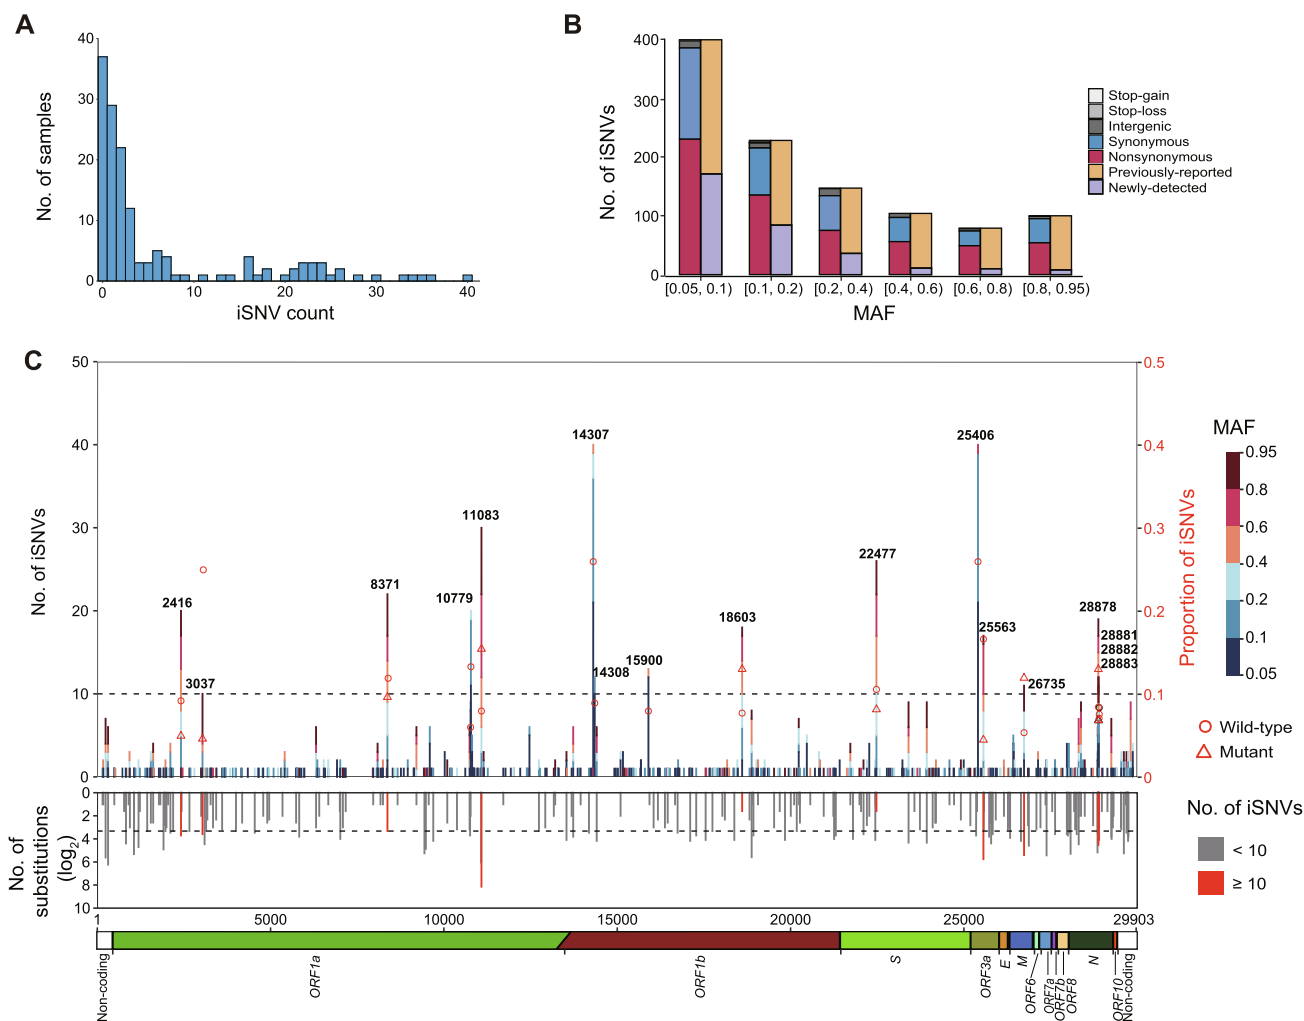 A
No. of samples
40
30
20
10
0
0 10 20 30 40
iSNV count
B
No. of iSNVs
400
300
200
100
0
[0.05, 0.1) [0.1, 0.2) [0.2, 0.4) [0.4, 0.6) [0.6, 0.8) [0.8, 0.95)
MAF
Stop-gain
Stop-loss
Intergenic
Synonymous
Nonsynonymous
Previously-reported
Newly-detected
C
No. of iSNVs
50
40
30
20
10
0
2416
3037
8371
10779
11083
14307
14308
15900
18603
22477
25406
25563
26735
28878
28881
28882
28883
0.5
0.4
0.3
0.2
0.1
0
Proportion of iSNVs
MAF
0.95
0.8
0.6
0.4
0.2
0.1
0.05
Wild-type
Mutant
No. of
substitutions
(log2)
0
2
4
6
8
10
No. of iSNVs
< 10
≥ 10
1 5000 10000 15000 20000 25000 29903
Non-coding
ORF1a
ORF1b
S
ORF3a
E
M
ORF6
ORF7a
ORF7b
ORF8
N
ORF10
Non-coding